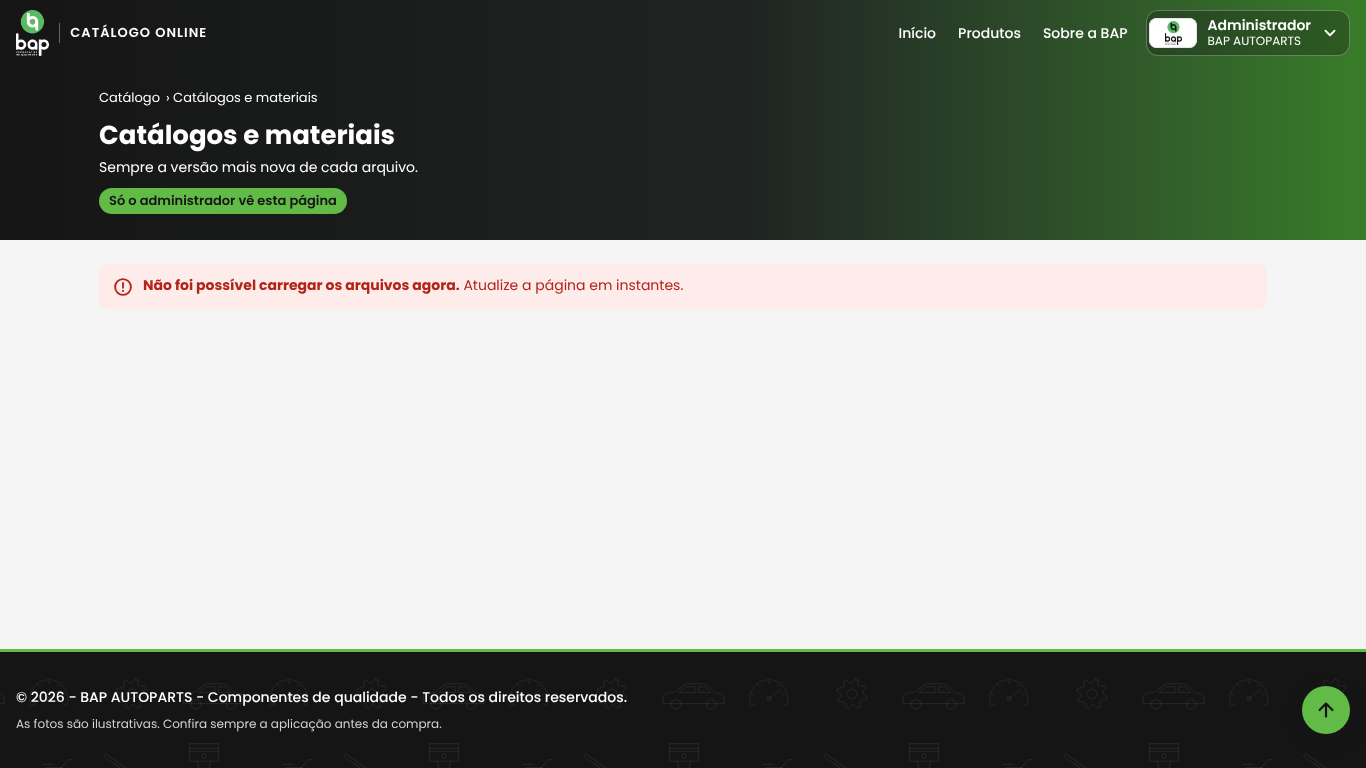 bap
CATÁLOGO ONLINE
Início
Produtos
Sobre a BAP
bap
Administrador
BAP AUTOPARTS
Catálogo › Catálogos e materiais
Catálogos e materiais
Sempre a versão mais nova de cada arquivo.
Só o administrador vê esta página
Não foi possível carregar os arquivos agora. Atualize a página em instantes.
© 2026 - BAP AUTOPARTS - Componentes de qualidade - Todos os direitos reservados.
As fotos são ilustrativas. Confira sempre a aplicação antes da compra.